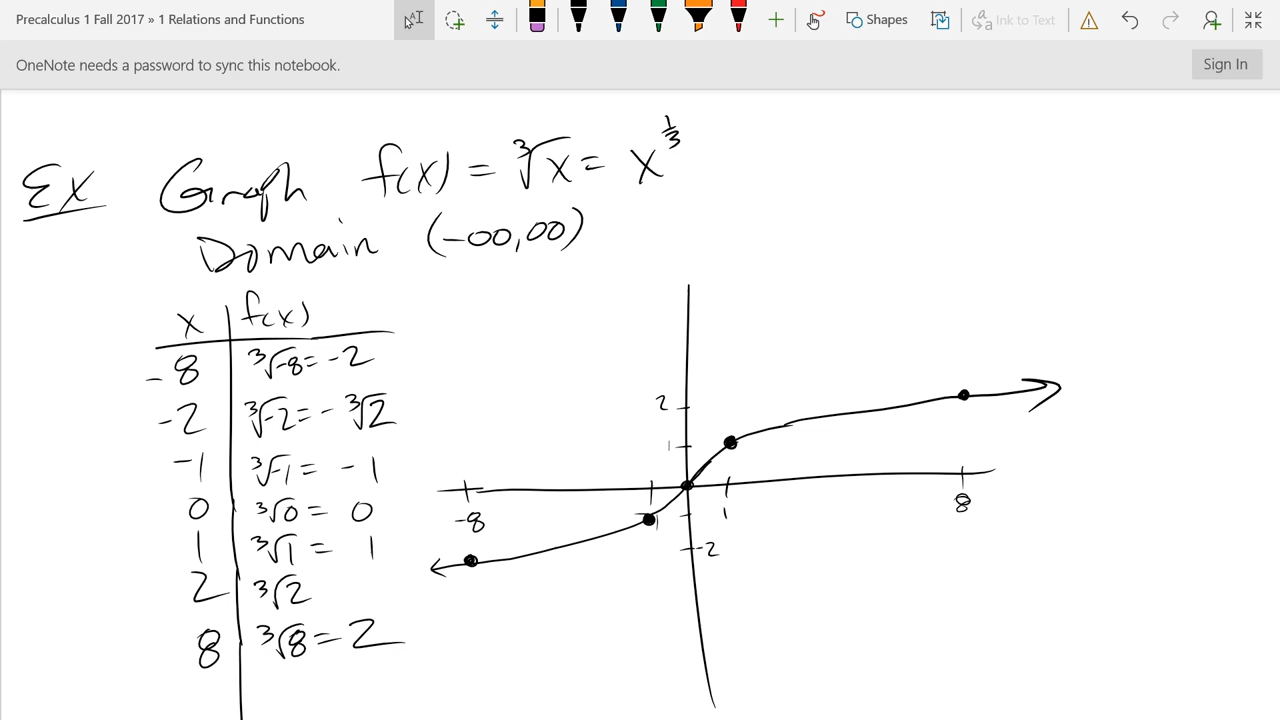 Precalculus 1 Fall 2017 » 1 Relations and Functions
Shapes
Ink to Text
OneNote needs a password to sync this notebook.
Sign In
EX Graph f(x) = ∛x = x^(1/3)
Domain (-∞,∞)
x f(x)
-8 ∛-8 = -2
-2 ∛-2 = -∛2
-1 ∛-1 = -1
0 ∛0 = 0
1 ∛1 = 1
2 ∛2
8 ∛8 = 2
2
1
-8
-1
1
8
-2